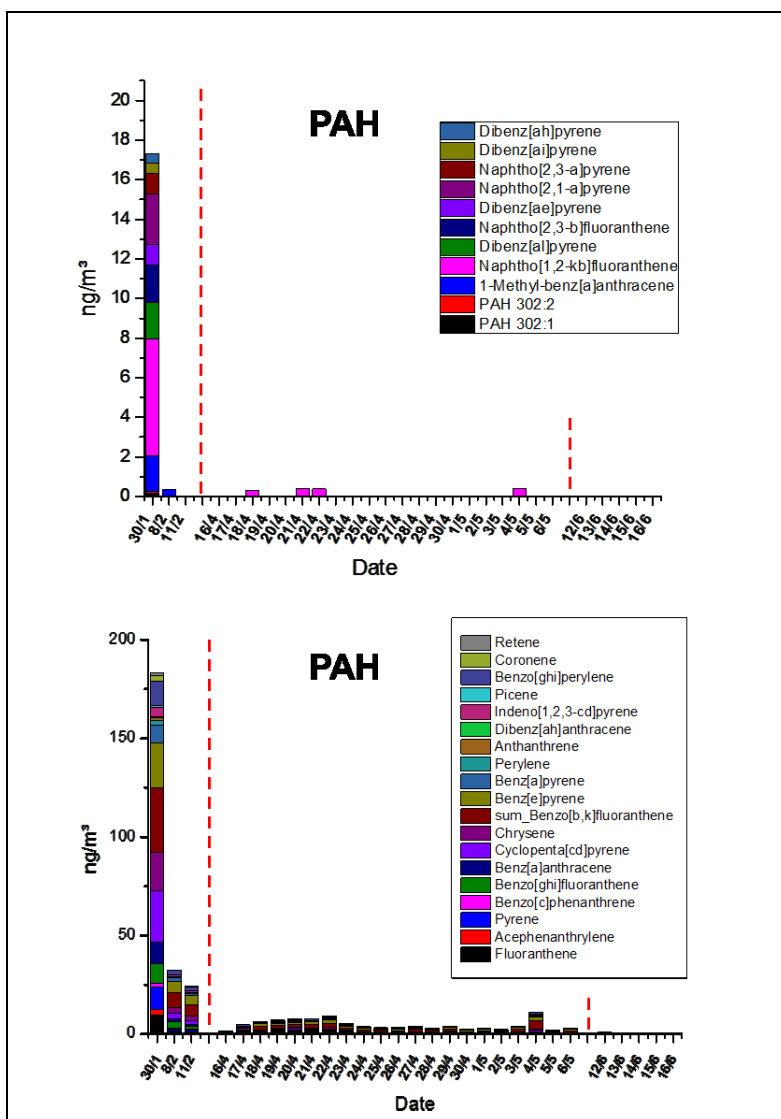 PAH
20
18
16
14
12
10
8
6
4
2
0
ng/m³
Dibenz[ah]pyrene
Dibenz[ai]pyrene
Naphtho[2,3-a]pyrene
Naphtho[2,1-a]pyrene
Dibenz[ae]pyrene
Naphtho[2,3-b]fluoranthene
Dibenz[al]pyrene
Naphtho[1,2-kb]fluoranthene
1-Methyl-benz[a]anthracene
PAH 302:2
PAH 302:1
30/1 8/2 11/2 16/4 17/4 18/4 19/4 20/4 21/4 22/4 23/4 24/4 25/4 26/4 27/4 28/4 29/4 30/4 1/5 2/5 3/5 4/5 5/5 6/5 12/6 13/6 14/6 15/6 16/6
Date
PAH
200
150
100
50
0
ng/m³
Retene
Coronene
Benzo[ghi]perylene
Picene
Indeno[1,2,3-cd]pyrene
Dibenz[ah]anthracene
Anthanthrene
Perylene
Benz[a]pyrene
Benz[e]pyrene
sum_Benzo[b,k]fluoranthene
Chrysene
Cyclopenta[cd]pyrene
Benz[a]anthracene
Benzo[ghi]fluoranthene
Benzo[c]phenanthrene
Pyrene
Acephenanthrylene
Fluoranthene
30/1 8/2 11/2 16/4 17/4 18/4 19/4 20/4 21/4 22/4 23/4 24/4 25/4 26/4 27/4 28/4 29/4 30/4 1/5 2/5 3/5 4/5 5/5 6/5 12/6 13/6 14/6 15/6 16/6
Date